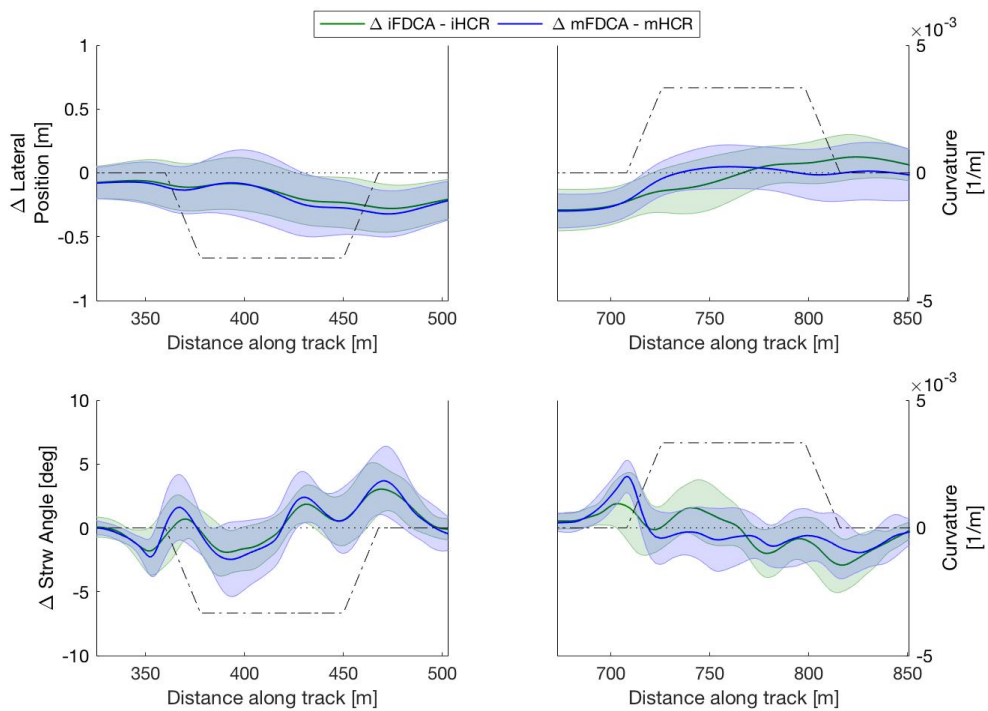 Δ iFDCA - iHCR
Δ mFDCA - mHCR
×10-3
1
0.5
0
-0.5
-1
Δ Lateral
Position [m]
350
400
450
500
Distance along track [m]
5
0
-5
Curvature
[1/m]
700
750
800
850
Distance along track [m]
×10-3
10
5
0
-5
-10
Δ Strw Angle [deg]
350
400
450
500
Distance along track [m]
5
0
-5
Curvature
[1/m]
700
750
800
850
Distance along track [m]